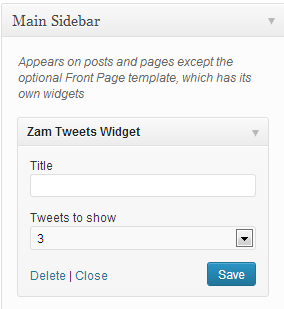 Main Sidebar
Appears on posts and pages except the
optional Front Page template, which has its
own widgets
Zam Tweets Widget
Title
Tweets to show
3
Delete | Close
Save